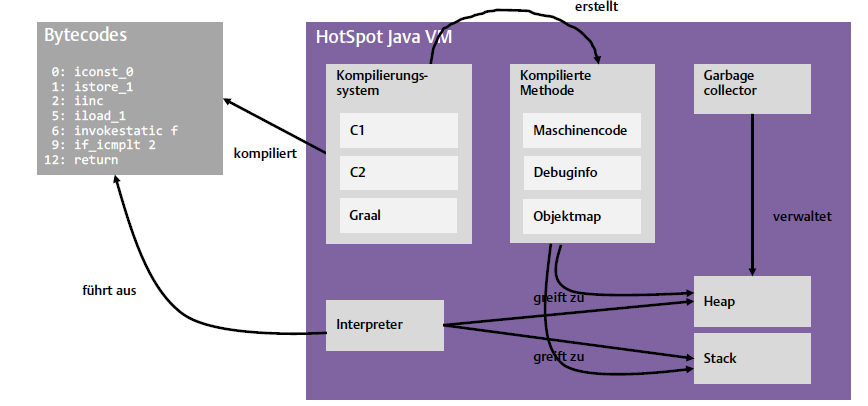 erstellt
Bytecodes
0: iconst_0
1: istore_1
2: iinc
5: iload_1
6: invokestatic f
9: if_icmplt 2
12: return
HotSpot Java VM
Kompilierungs-
system
C1
C2
Graal
Kompilierte
Methode
Maschinencode
Debuginfo
Objektmap
Garbage
collector
kompiliert
verwaltet
führt aus
greift zu
Heap
Interpreter
greift zu
Stack